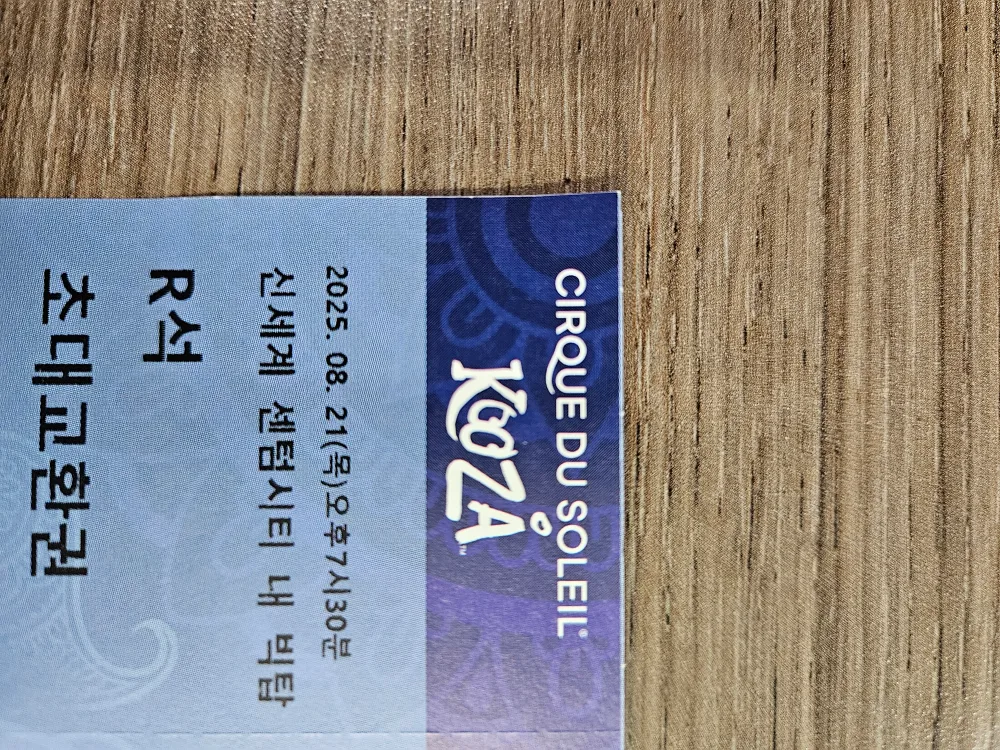 CIRQUE DU SOLEIL®
KOOZÅ™
2025. 08. 21(목)오후7시30분
신세계 센텀시티 내 빅탑
R석
초대교환권